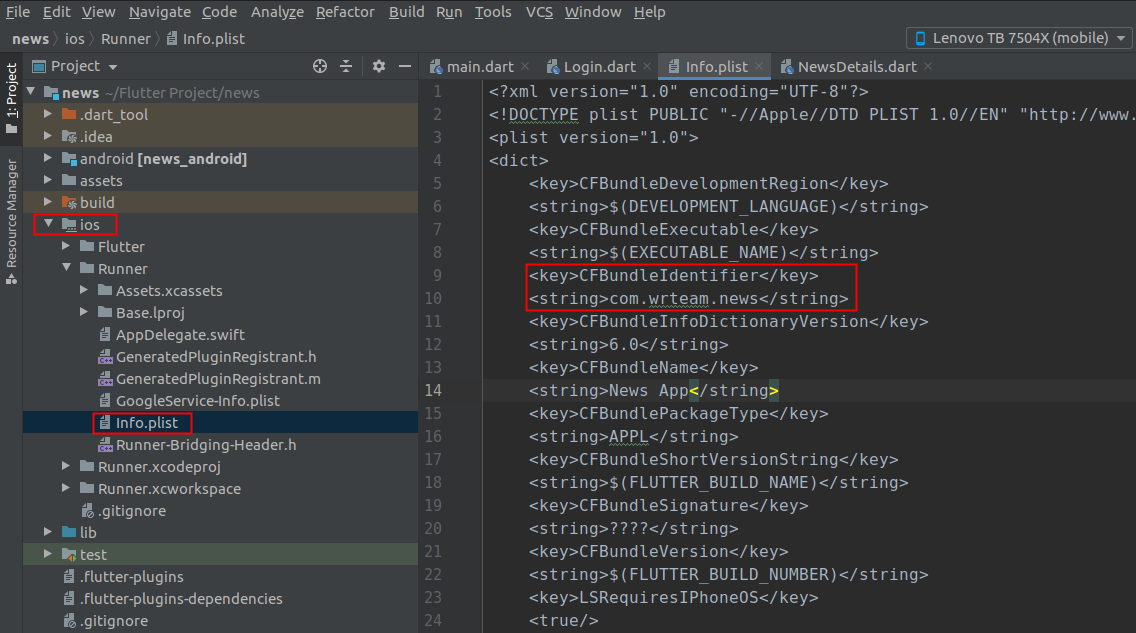 File Edit View Navigate Code Analyze Refactor Build Run Tools VCS Window Help
news ios Runner Info.plist
Lenovo TB 7504X (mobile)
1: Project
Resource Manager
Project
news ~/Flutter Project/news
.dart_tool
.idea
android [news_android]
assets
build
ios
Flutter
Runner
Assets.xcassets
Base.lproj
AppDelegate.swift
GeneratedPluginRegistrant.h
GeneratedPluginRegistrant.m
GoogleService-Info.plist
Info.plist
Runner-Bridging-Header.h
Runner.xcodeproj
Runner.xcworkspace
.gitignore
lib
test
.flutter-plugins
.flutter-plugins-dependencies
.gitignore
main.dart Login.dart Info.plist NewsDetails.dart
1 <?xml version="1.0" encoding="UTF-8"?>
2 <!DOCTYPE plist PUBLIC "-//Apple//DTD PLIST 1.0//EN" "http://www.
3 <plist version="1.0">
4 <dict>
5 <key>CFBundleDevelopmentRegion</key>
6 <string>$(DEVELOPMENT_LANGUAGE)</string>
7 <key>CFBundleExecutable</key>
8 <string>$(EXECUTABLE_NAME)</string>
9 <key>CFBundleIdentifier</key>
10 <string>com.wrteam.news</string>
11 <key>CFBundleInfoDictionaryVersion</key>
12 <string>6.0</string>
13 <key>CFBundleName</key>
14 <string>News App</string>
15 <key>CFBundlePackageType</key>
16 <string>APPL</string>
17 <key>CFBundleShortVersionString</key>
18 <string>$(FLUTTER_BUILD_NAME)</string>
19 <key>CFBundleSignature</key>
20 <string>????</string>
21 <key>CFBundleVersion</key>
22 <string>$(FLUTTER_BUILD_NUMBER)</string>
23 <key>LSRequiresIPhoneOS</key>
24 <true/>